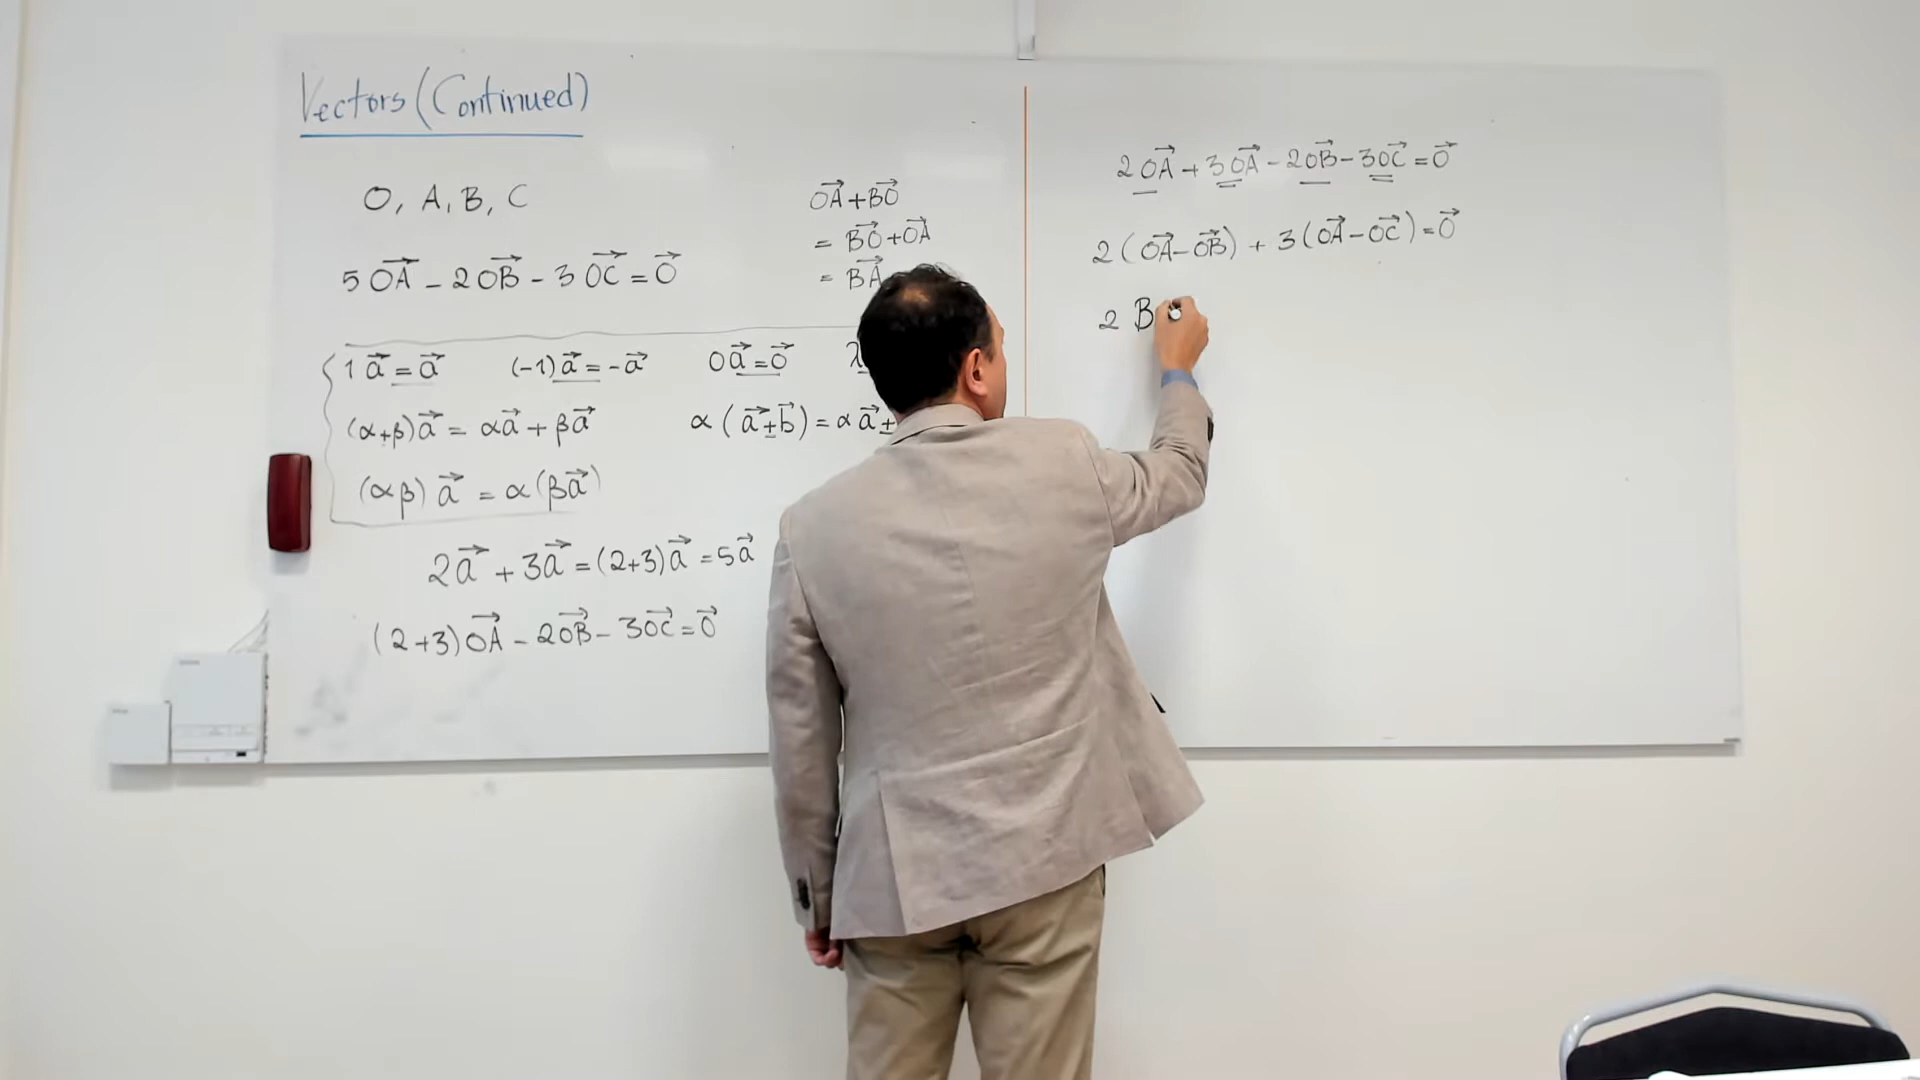 Vectors (Continued)
O, A, B, C
5 O⃗A⃗ - 2 O⃗B⃗ - 3 O⃗C⃗ = 0⃗
O⃗A⃗ + B⃗O⃗
= B⃗O⃗ + O⃗A⃗
= B⃗A⃗
1 a⃗ = a⃗ (-1) a⃗ = -a⃗ 0 a⃗ = 0⃗ λ
(α+β) a⃗ = α a⃗ + β a⃗ α (a⃗ ± b⃗) = α a⃗ ±
(αβ) a⃗ = α (β a⃗)
2 a⃗ + 3 a⃗ = (2+3) a⃗ = 5 a⃗
(2+3) O⃗A⃗ - 2 O⃗B⃗ - 3 O⃗C⃗ = 0⃗
2 O⃗A⃗ + 3 O⃗A⃗ - 2 O⃗B⃗ - 3 O⃗C⃗ = 0⃗
2 (O⃗A⃗ - O⃗B⃗) + 3 (O⃗A⃗ - O⃗C⃗) = 0⃗
2 B